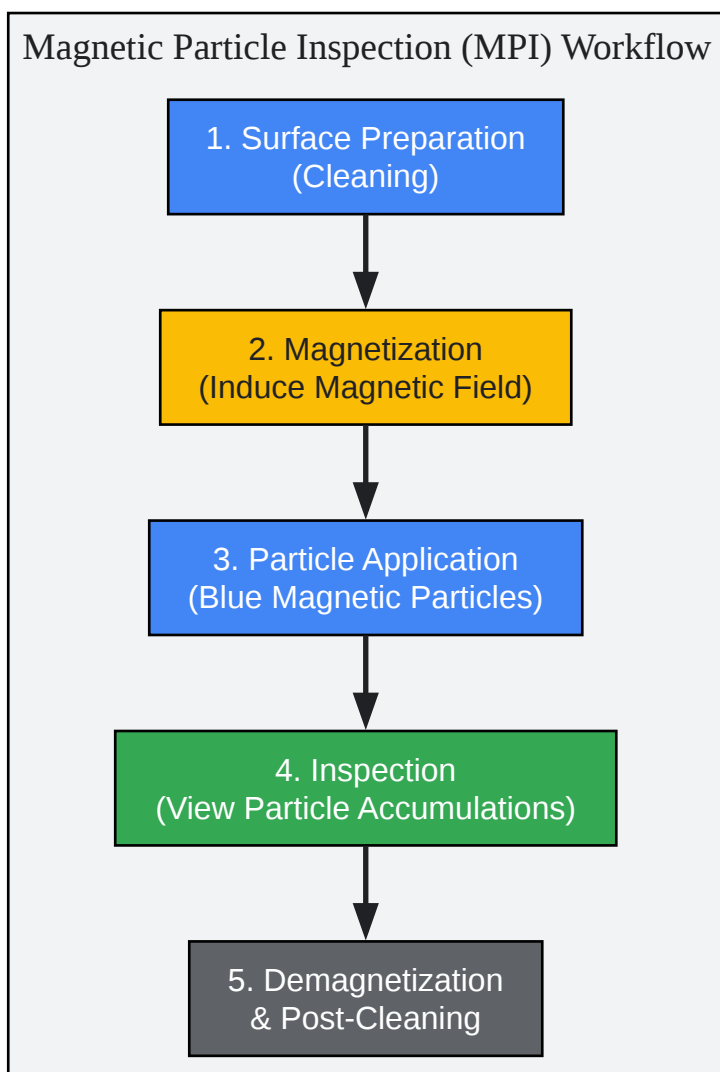 Magnetic Particle Inspection (MPI) Workflow
1. Surface Preparation
(Cleaning)
2. Magnetization
(Induce Magnetic Field)
3. Particle Application
(Blue Magnetic Particles)
4. Inspection
(View Particle Accumulations)
5. Demagnetization
& Post-Cleaning